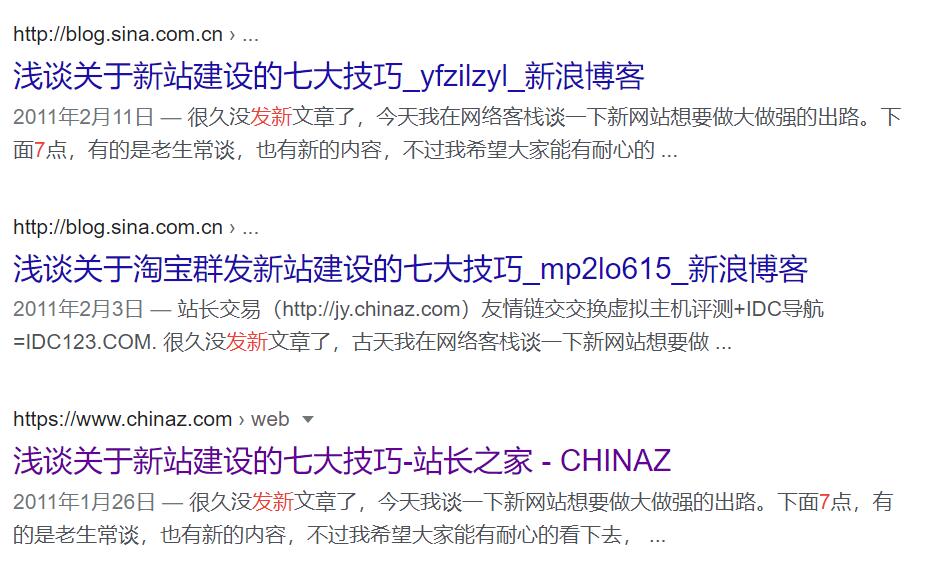 http://blog.sina.com.cn › ...
浅谈关于新站建设的七大技巧_yfzilzyl_新浪博客
2011年2月11日 — 很久没发新文章了，今天我在网络客栈谈一下新网站想要做大做强的出路。下
面7点，有的是老生常谈，也有新的内容，不过我希望大家能有耐心的 ...
http://blog.sina.com.cn › ...
浅谈关于淘宝群发新站建设的七大技巧_mp2lo615_新浪博客
2011年2月3日 — 站长交易（http://jy.chinaz.com）友情链交交换虚拟主机评测+IDC导航
=IDC123.COM. 很久没发新文章了，古天我在网络客栈谈一下新网站想要做 ...
https://www.chinaz.com › web
浅谈关于新站建设的七大技巧-站长之家 - CHINAZ
2011年1月26日 — 很久没发新文章了，今天我谈一下新网站想要做大做强的出路。下面7点，有
的是老生常谈，也有新的内容，不过我希望大家能有耐心的看下去， ...